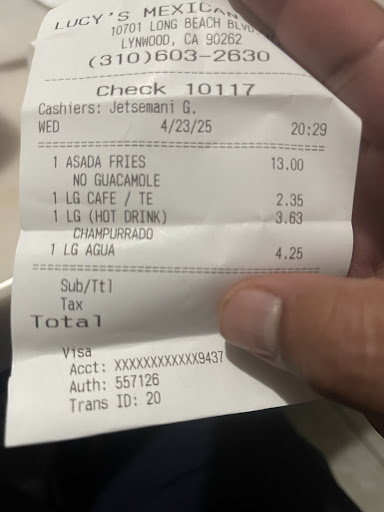 LUCY'S MEXICAN
10701 LONG BEACH BLVD.
LYNWOOD, CA 90262
(310)603-2630
Check 10117
Cashiers: Jetsemani G.
WED 4/23/25 20:29
1 ASADA FRIES 13.00
NO GUACAMOLE
1 LG CAFE / TE 2.35
1 LG (HOT DRINK) 3.63
CHAMPURRADO
1 LG AGUA 4.25
Sub/Ttl
Tax
Total
Visa
Acct: XXXXXXXXXXXX9437
Auth: 557126
Trans ID: 20